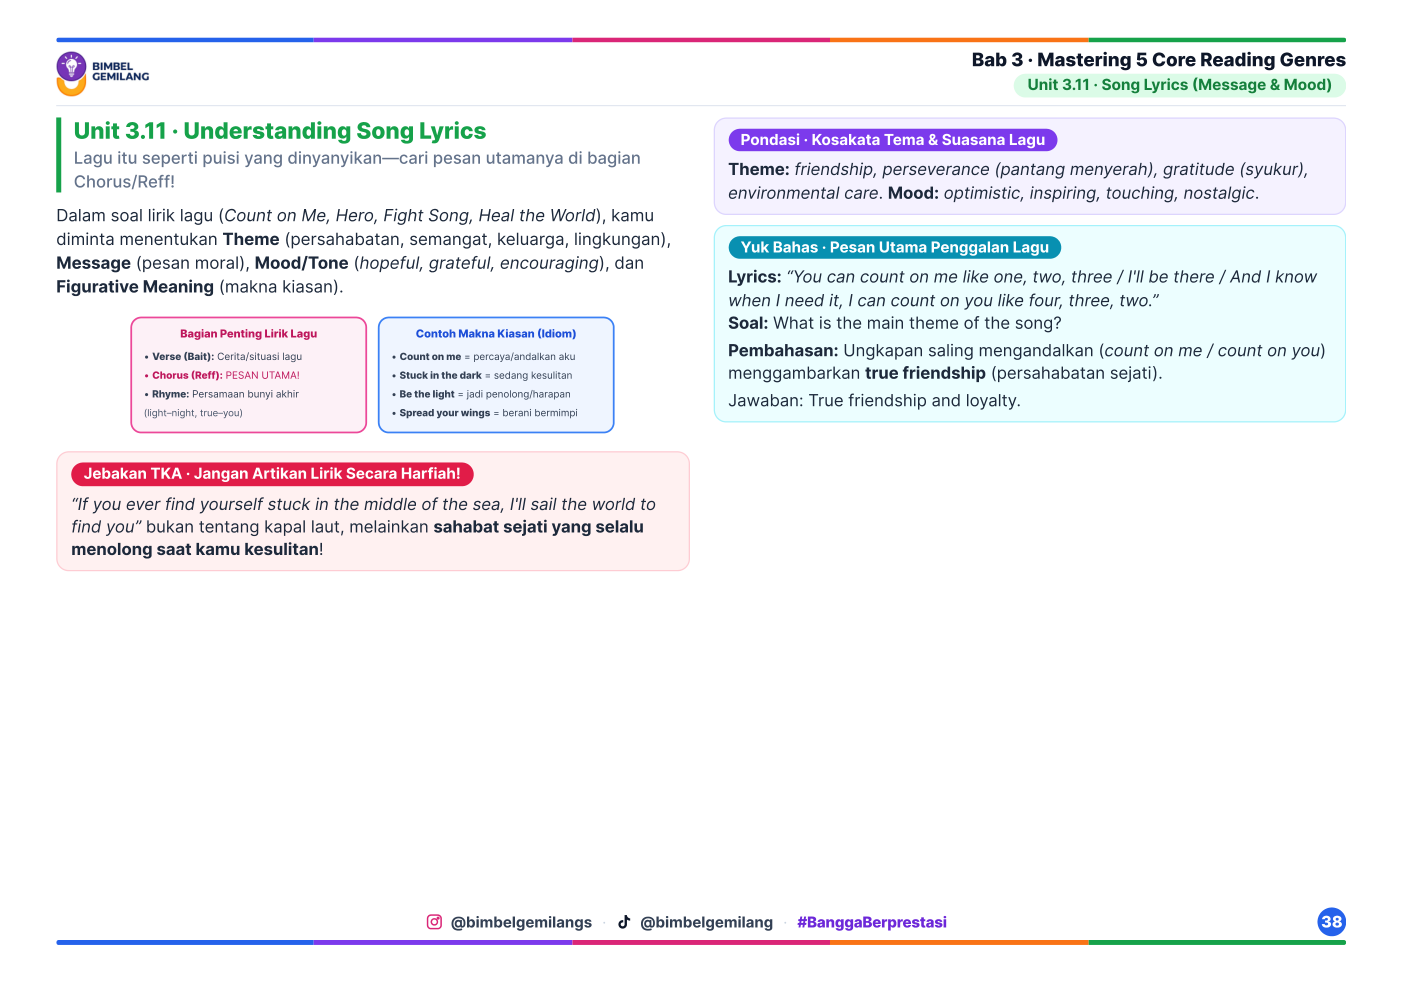 BIMBEL
GEMILANG
Bab 3 · Mastering 5 Core Reading Genres
Unit 3.11 · Song Lyrics (Message & Mood)
Unit 3.11 · Understanding Song Lyrics
Lagu itu seperti puisi yang dinyanyikan—cari pesan utamanya di bagian
Chorus/Reff!
Dalam soal lirik lagu (Count on Me, Hero, Fight Song, Heal the World), kamu
diminta menentukan Theme (persahabatan, semangat, keluarga, lingkungan),
Message (pesan moral), Mood/Tone (hopeful, grateful, encouraging), dan
Figurative Meaning (makna kiasan).
Bagian Penting Lirik Lagu
• Verse (Bait): Cerita/situasi lagu
• Chorus (Reff): PESAN UTAMA!
• Rhyme: Persamaan bunyi akhir
(light–night, true–you)
Contoh Makna Kiasan (Idiom)
• Count on me = percaya/andalkan aku
• Stuck in the dark = sedang kesulitan
• Be the light = jadi penolong/harapan
• Spread your wings = berani bermimpi
Jebakan TKA · Jangan Artikan Lirik Secara Harfiah!
“If you ever find yourself stuck in the middle of the sea, I'll sail the world to
find you” bukan tentang kapal laut, melainkan sahabat sejati yang selalu
menolong saat kamu kesulitan!
Pondasi · Kosakata Tema & Suasana Lagu
Theme: friendship, perseverance (pantang menyerah), gratitude (syukur),
environmental care. Mood: optimistic, inspiring, touching, nostalgic.
Yuk Bahas · Pesan Utama Penggalan Lagu
Lyrics: “You can count on me like one, two, three / I'll be there / And I know
when I need it, I can count on you like four, three, two.”
Soal: What is the main theme of the song?
Pembahasan: Ungkapan saling mengandalkan (count on me / count on you)
menggambarkan true friendship (persahabatan sejati).
Jawaban: True friendship and loyalty.
@bimbelgemilangs · @bimbelgemilang · #BanggaBerprestasi
38